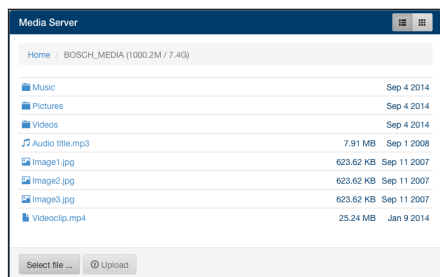 Media Server
Home / BOSCH_MEDIA (1000.2M / 7.4G)
Music Sep 4 2014
Pictures Sep 4 2014
Videos Sep 4 2014
Audio title.mp3 7.91 MB Sep 1 2008
Image1.jpg 623.62 KB Sep 11 2007
Image2.jpg 623.62 KB Sep 11 2007
Image3.jpg 623.62 KB Sep 11 2007
Videoclip.mp4 25.24 MB Jan 9 2014
Select file ... Upload